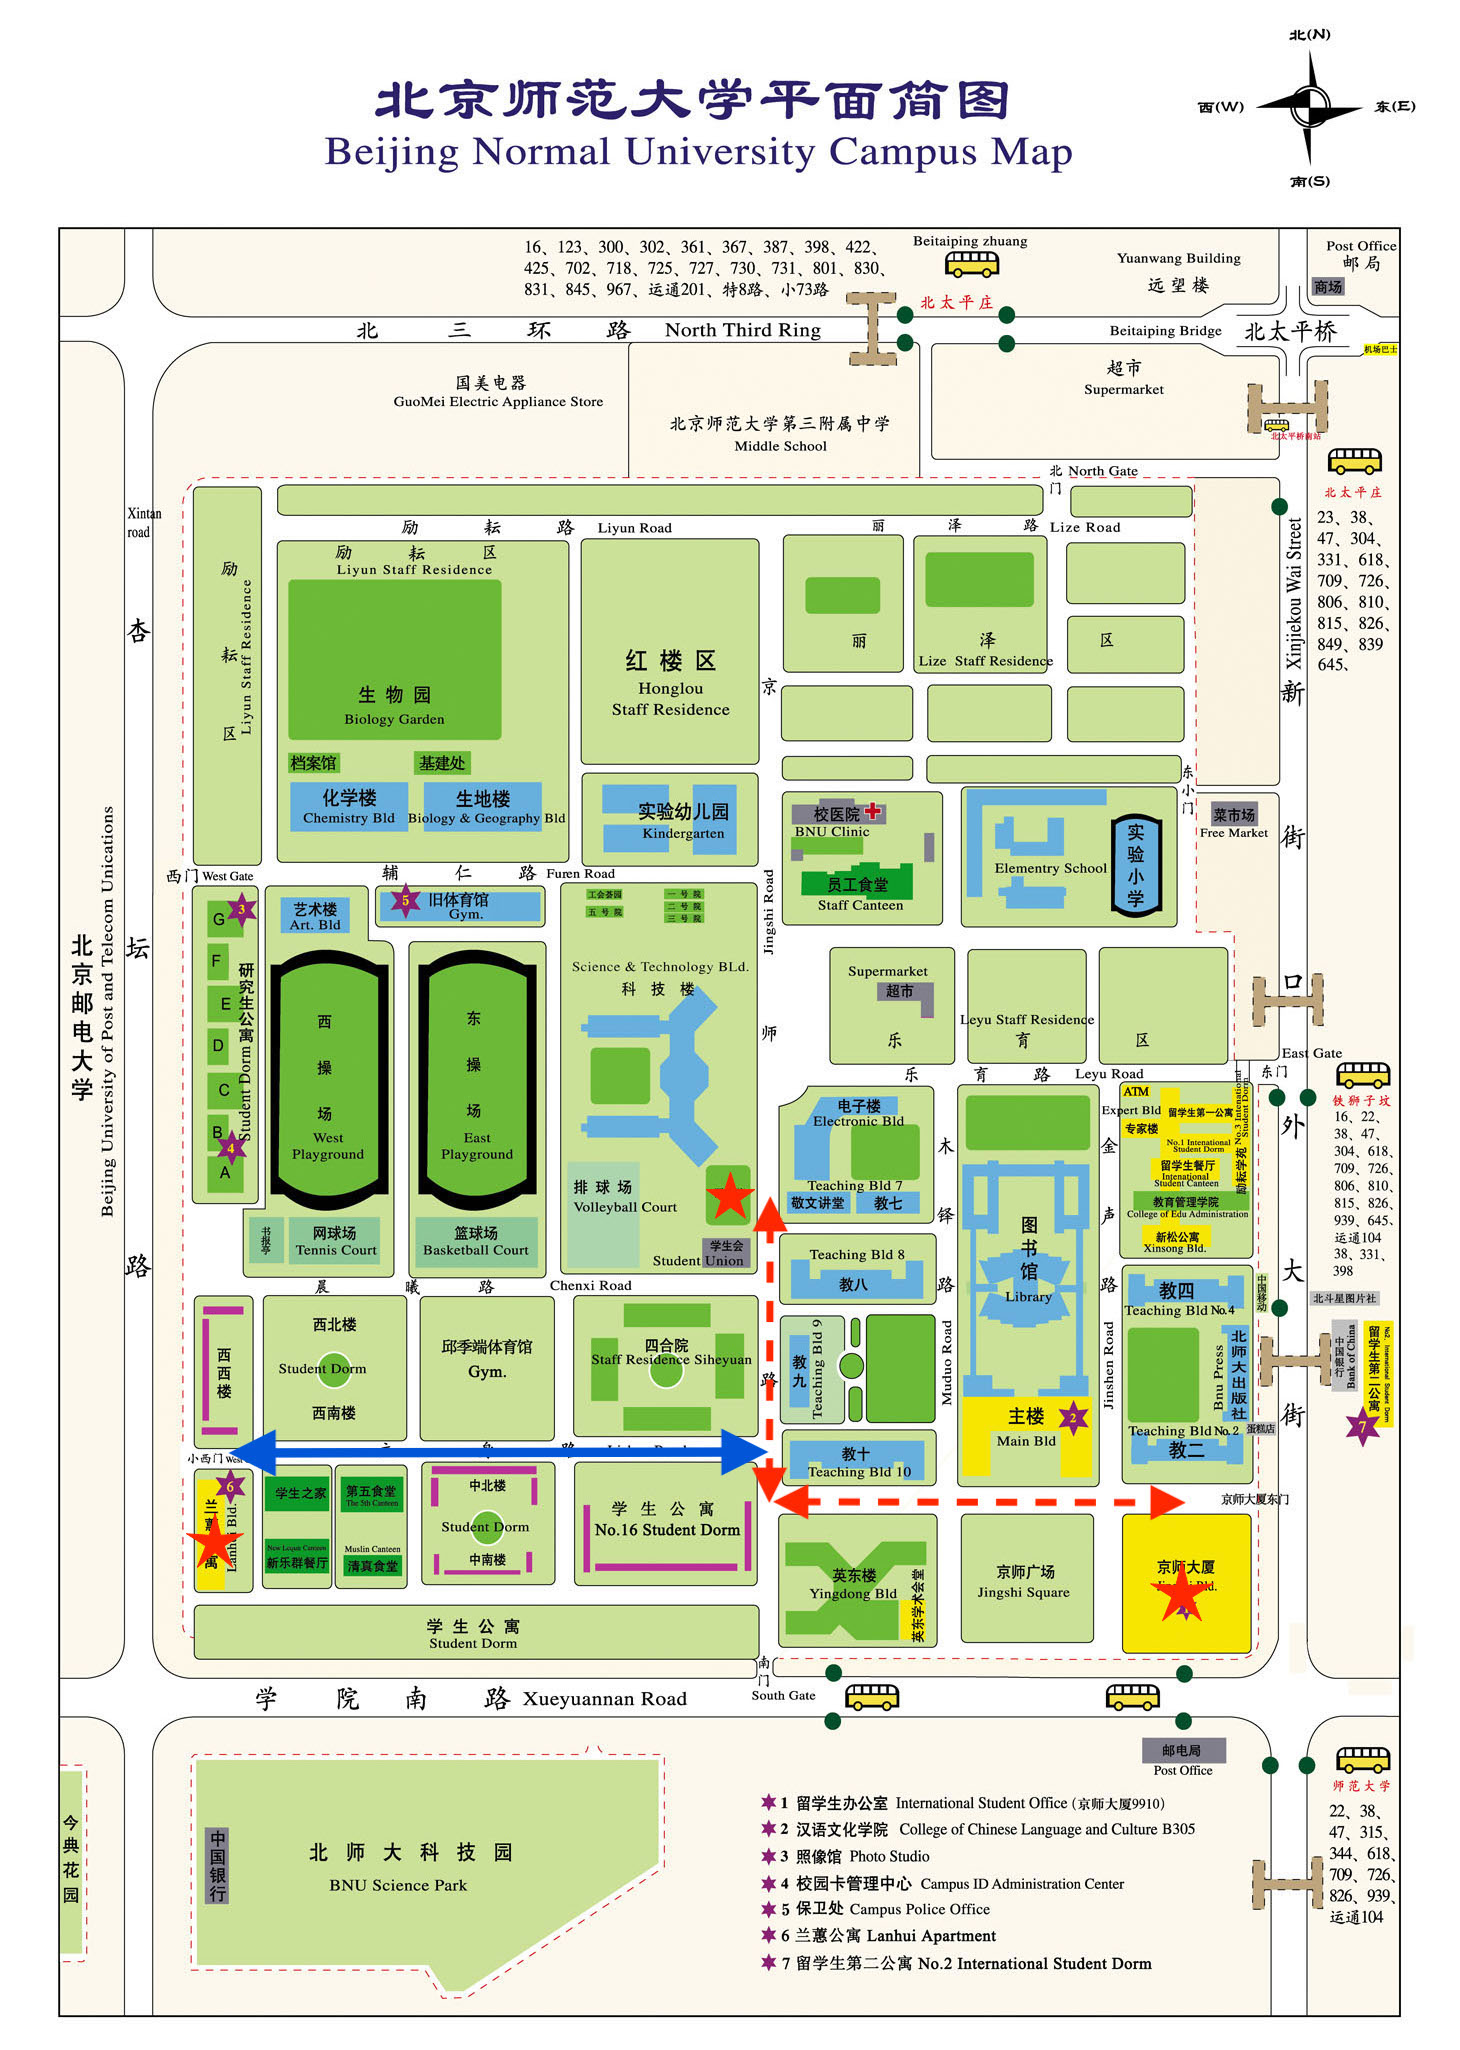 北(N)
西(W)
东(E)
南(S)
北京师范大学平面简图
Beijing Normal University Campus Map
16、123、300、302、361、367、387、398、422、
425、702、718、725、727、730、731、801、830、
831、845、967、运通201、特8路、小73路
Beitaiping zhuang
北太平庄
Yuanwang Building
远望楼
Post Office
邮局
商场
北三环路 North Third Ring
Beitaiping Bridge
北太平桥
机场巴士
国美电器
GuoMei Electric Appliance Store
北京师范大学第三附属中学
Middle School
超市
Supermarket
北太平桥南站
北门 North Gate
北太平庄
23、38、
47、304、
331、618、
709、726、
806、810、
815、826、
849、839
645、
Xintan road
杏坛路
励耘路 Liyun Road
丽泽路 Lize Road
励耘区
Liyun Staff Residence
励耘区
Liyun Staff Residence
生物园
Biology Garden
档案馆
基建处
化学楼
Chemistry Bld
生地楼
Biology & Geography Bld
红楼区
Honglou
Staff Residence
实验幼儿园
Kindergarten
丽泽区
Lize Staff Residence
京师路
Jingshi Road
东小门
Xinjiekou Wai Street
新街口外大街
校医院
BNU Clinic
员工食堂
Staff Canteen
Elementry School
实验小学
菜市场
Free Market
北京邮电大学
Beijing University of Post and Telecom Unications
西门 West Gate
辅仁路 Furen Road
G
3
F
E
D
C
B
4
A
研究生公寓
Student Dorm
艺术楼
Art. Bld
5
旧体育馆
Gym.
西操场
West
Playground
东操场
East
Playground
工会荟园
五号院
一号院
二号院
三号院
Science & Technology BLd.
科技楼
排球场
Volleyball Court
学生会
Student Union
书报亭
网球场
Tennis Court
篮球场
Basketball Court
Supermarket
超市
Leyu Staff Residence
乐育区
乐育路 Leyu Road
East Gate
东门
铁狮子坟
16、22、
38、47、
304、618、
709、726、
806、810、
815、826、
939、645、
运通104
38、331、
398
电子楼
Electronic Bld
Teaching Bld 7
敬文讲堂
教七
木铎路
Muduo Road
金声路
Jinshen Road
图书馆
Library
ATM
Expert Bld
专家楼
留学生第一公寓
No.1 Intenational
Student Dorm
留学生餐厅
Intenational
Student Canteen
No.3 Intenational
Student Dorm
励耘学苑
教育管理学院
College of Edu Administration
新松公寓
Xinsong Bld.
Teaching Bld 8
教八
教四
Teaching Bld No.4
中国移动
北斗星图片社
中国银行
Bank of China
留学生第二公寓
No2. International Student Dorm
7
晨曦路 Chenxi Road
西西楼
西北楼
Student Dorm
西南楼
邱季端体育馆
Gym.
四合院
Staff Residence Siheyuan
教九
Teaching Bld 9
主楼
Main Bld
2
Bnu Press
北师大出版社
Teaching Bld No.2
教二
蛋糕店
小西门
教十
Teaching Bld 10
京师大厦东门
6
Lanhui Bld.
学生之家
第五食堂
The 5th Canteen
新乐群餐厅
Muslin Canteen
清真食堂
中北楼
Student Dorm
中南楼
学生公寓
No.16 Student Dorm
英东楼
Yingdong Bld
英东学术会堂
京师广场
Jingshi Square
京师大厦
学生公寓
Student Dorm
南门
South Gate
学院南路 Xueyuannan Road
邮电局
Post Office
师范大学
22、38、
47、315、
344、618、
709、726、
826、939、
运通104
今典花园
中国银行
北师大科技园
BNU Science Park
1 留学生办公室 International Student Office (京师大厦9910)
2 汉语文化学院 College of Chinese Language and Culture B305
3 照像馆 Photo Studio
4 校园卡管理中心 Campus ID Administration Center
5 保卫处 Campus Police Office
6 兰蕙公寓 Lanhui Apartment
7 留学生第二公寓 No.2 International Student Dorm